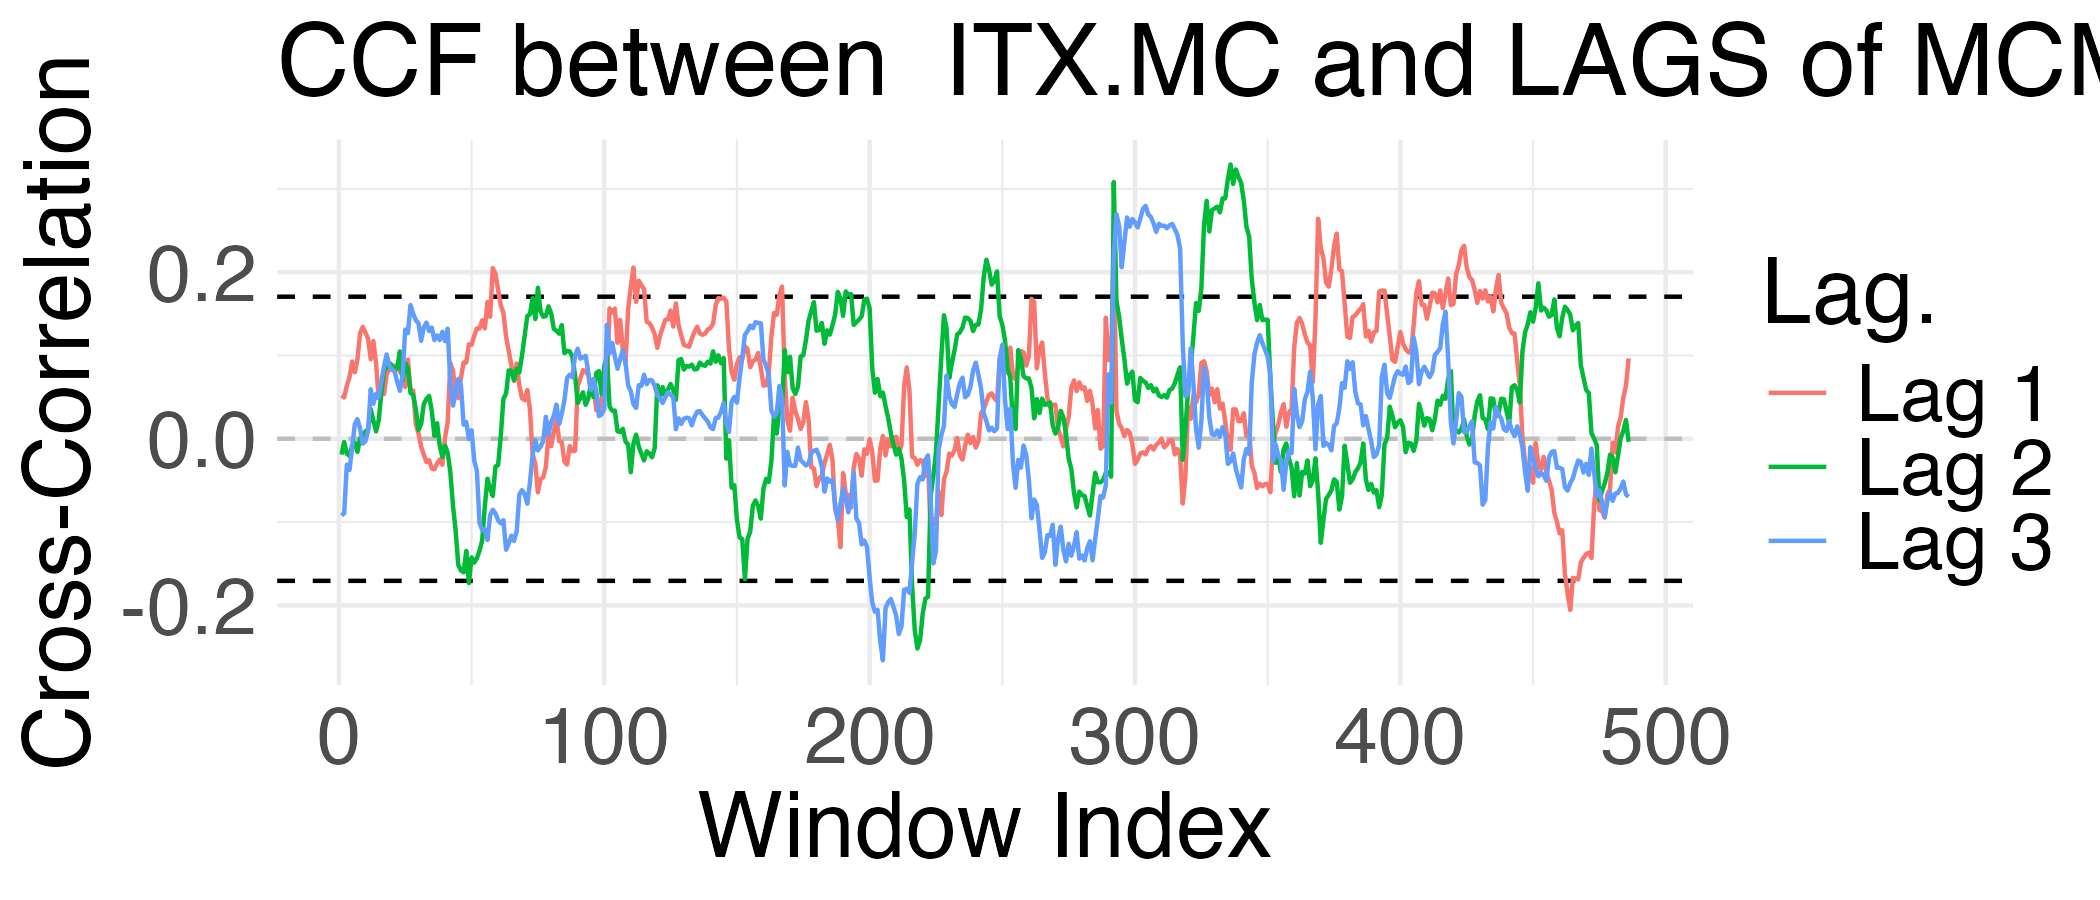 CCF between  ITX.MC and LAGS of MCM
Cross-Correlation
0.2
0.0
-0.2
0 100 200 300 400 500
Window Index
Lag.
Lag 1
Lag 2
Lag 3